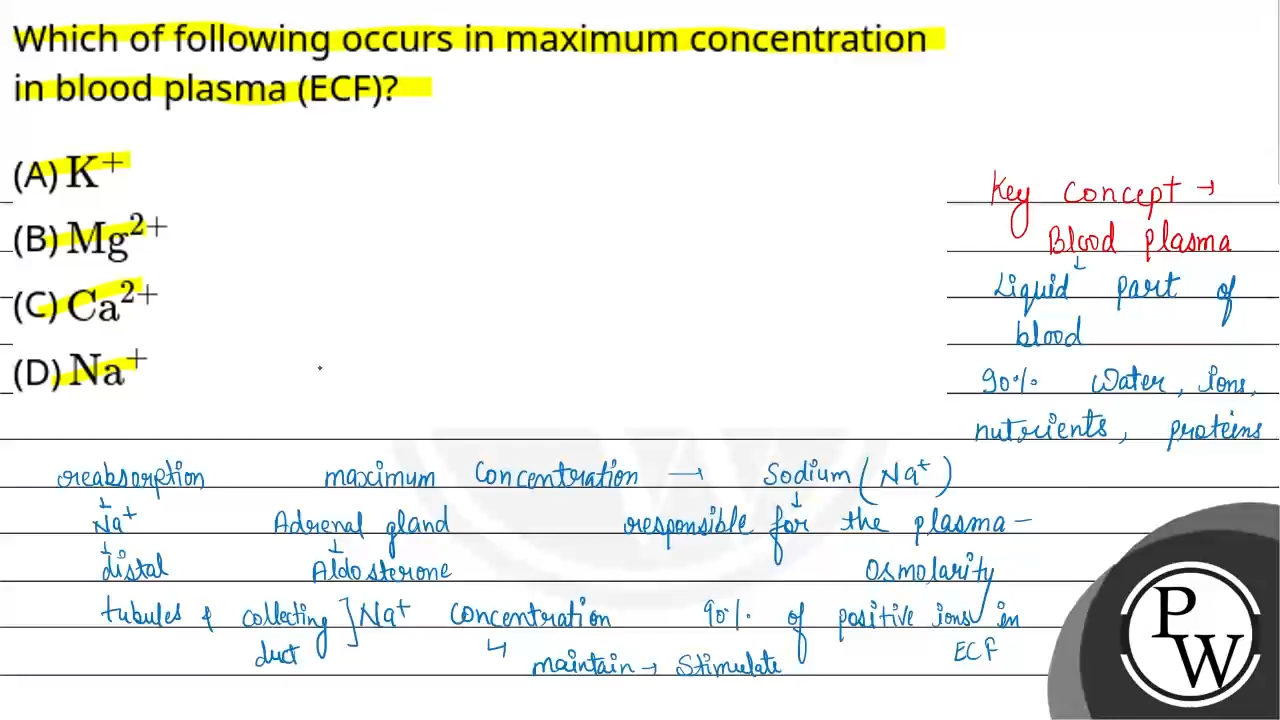 Which of following occurs in maximum concentration
in blood plasma (ECF)?
(A) K⁺
(B) Mg²⁺
(C) Ca²⁺
(D) Na⁺
Key concept →
Blood plasma
↓
Liquid part of
blood
90% Water, Ions,
nutrients, proteins
reabsorption maximum Concentration → Sodium (Na⁺)
↓ ↓
Na⁺ Adrenal gland responsible for the plasma -
↓ ↓
distal Aldosterone Osmolarity
tubules & collecting ] Na⁺ Concentration 90% of positive ions in
duct ↳ maintain → Stimulate ECF
P
W